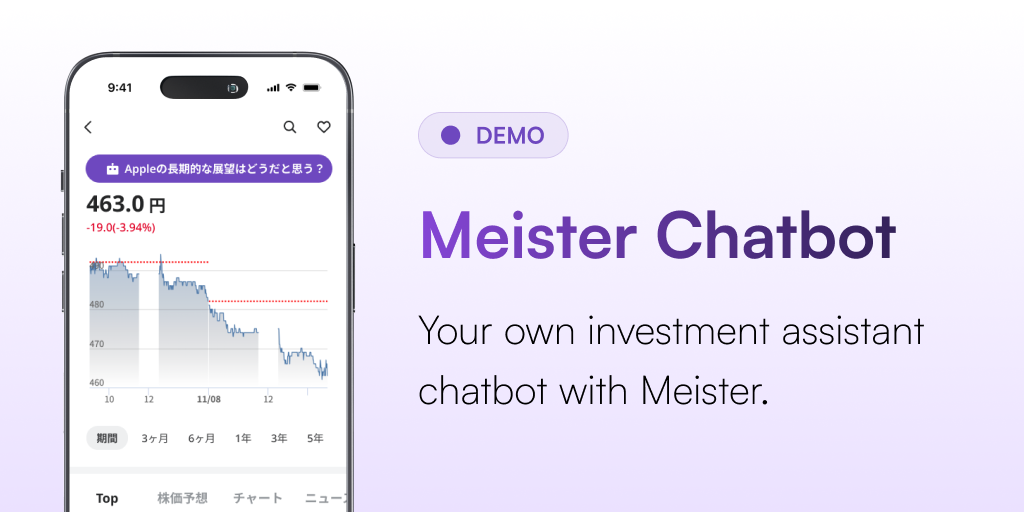 9:41
Appleの長期的な展望はどうだと思う？
463.0 円
-19.0(-3.94%)
480
470
460
10 12 11/08 12
期間 3ヶ月 6ヶ月 1年 3年 5年
Top 株価予想 チャート ニュース
DEMO
Meister Chatbot
Your own investment assistant
chatbot with Meister.